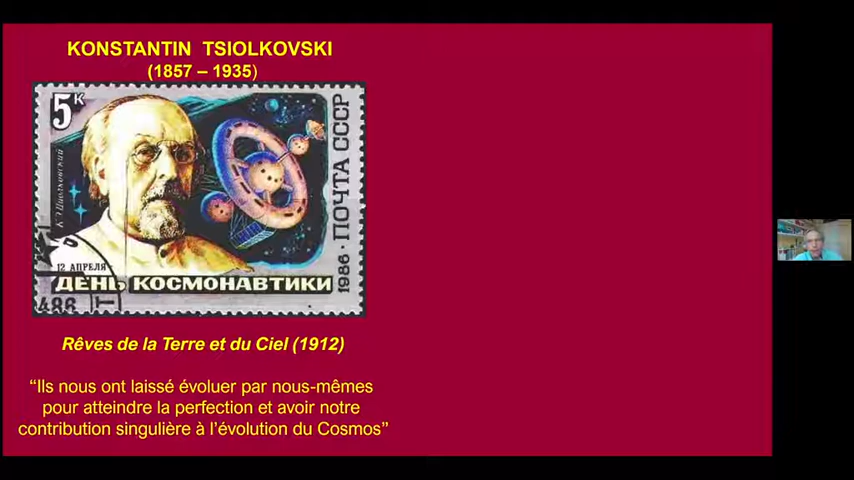 KONSTANTIN TSIOLKOVSKI
(1857 – 1935)
5К
К.Э.Циолковский
ПОЧТА СССР
1986 ·
12 АПРЕЛЯ
ДЕНЬ КОСМОНАВТИКИ
486
Rêves de la Terre et du Ciel (1912)
“Ils nous ont laissé évoluer par nous-mêmes
pour atteindre la perfection et avoir notre
contribution singulière à l’évolution du Cosmos”